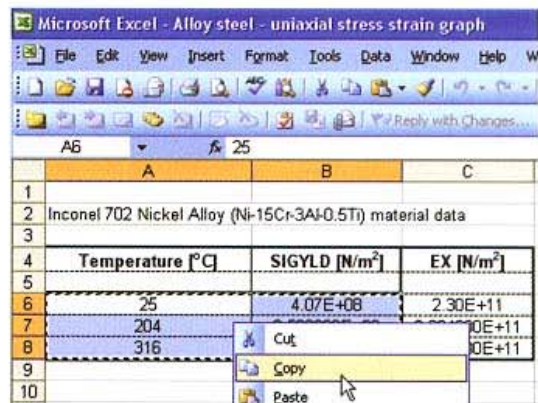 Microsoft Excel - Alloy steel - uniaxial stress strain graph
File Edit View Insert Format Tools Data Window Help W
Reply with Changes...
A6 fx 25
A B C
1
2 Inconel 702 Nickel Alloy (Ni-15Cr-3Al-0.5Ti) material data
3
4 Temperature [°C] SIGYLD [N/m²] EX [N/m²]
5
6 25 4.07E+08 2.30E+11
7 204 E+11
8 316 0E+11
9
10
Cut
Copy
Paste